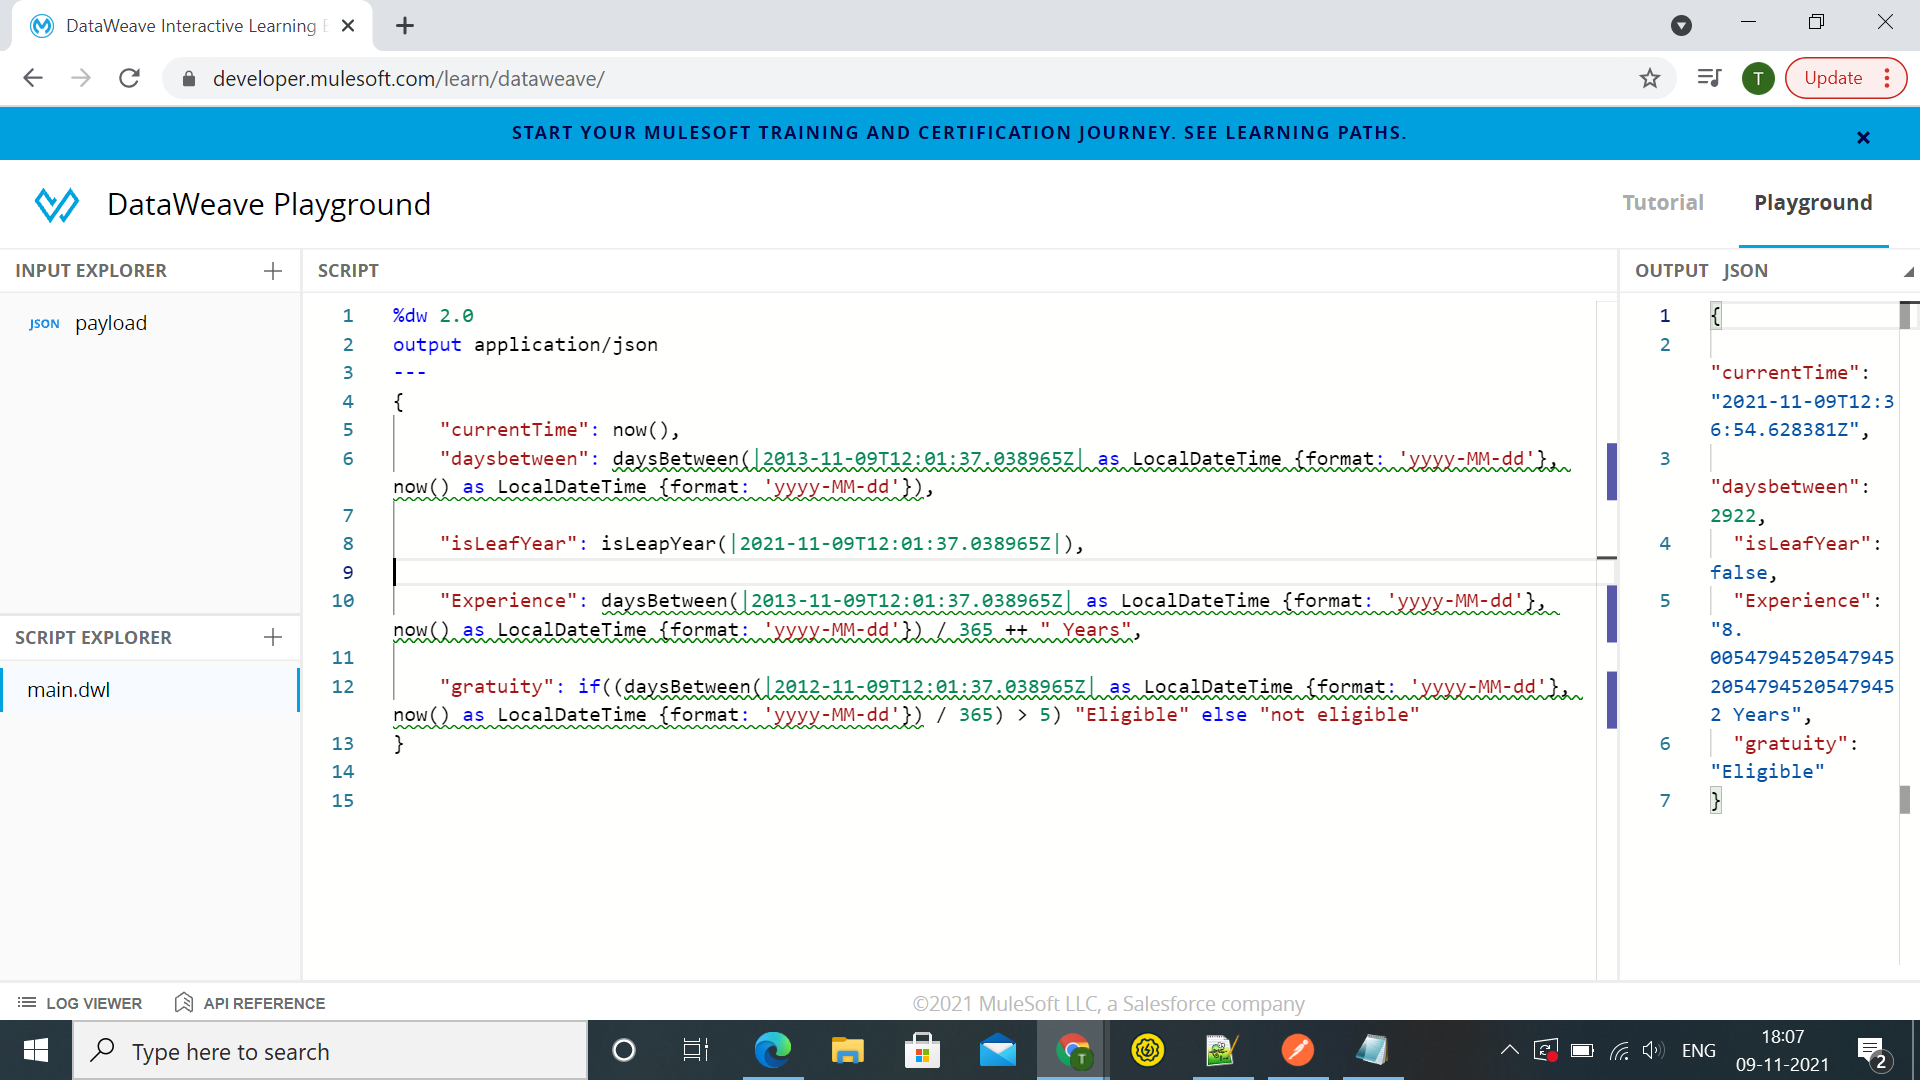 DataWeave Interactive Learning E
developer.mulesoft.com/learn/dataweave/
T
Update
START YOUR MULESOFT TRAINING AND CERTIFICATION JOURNEY. SEE LEARNING PATHS.
DataWeave Playground
Tutorial
Playground
INPUT EXPLORER
JSON payload
SCRIPT EXPLORER
main.dwl
SCRIPT
1 %dw 2.0
2 output application/json
3 ---
4 {
5 "currentTime": now(),
6 "daysbetween": daysBetween(|2013-11-09T12:01:37.038965Z| as LocalDateTime {format: 'yyyy-MM-dd'},
now() as LocalDateTime {format: 'yyyy-MM-dd'}),
7
8 "isLeafYear": isLeapYear(|2021-11-09T12:01:37.038965Z|),
9
10 "Experience": daysBetween(|2013-11-09T12:01:37.038965Z| as LocalDateTime {format: 'yyyy-MM-dd'},
now() as LocalDateTime {format: 'yyyy-MM-dd'}) / 365 ++ " Years",
11
12 "gratuity": if((daysBetween(|2012-11-09T12:01:37.038965Z| as LocalDateTime {format: 'yyyy-MM-dd'},
now() as LocalDateTime {format: 'yyyy-MM-dd'}) / 365) > 5) "Eligible" else "not eligible"
13 }
14
15
OUTPUT JSON
1 {
2
"currentTime":
"2021-11-09T12:3
6:54.628381Z",
3
"daysbetween":
2922,
4 "isLeafYear":
false,
5 "Experience":
"8.
0054794520547945
2054794520547945
2 Years",
6 "gratuity":
"Eligible"
7 }
LOG VIEWER
API REFERENCE
©2021 MuleSoft LLC, a Salesforce company
Type here to search
T
ENG
18:07
09-11-2021
2